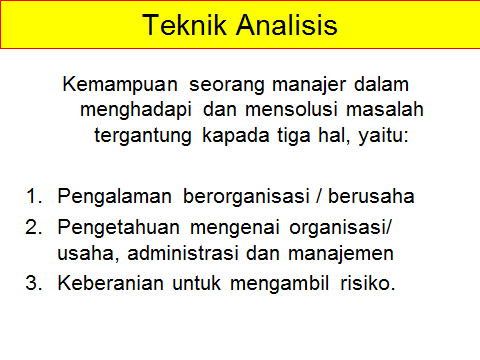 Teknik Analisis
Kemampuan seorang manajer dalam
menghadapi dan mensolusi masalah
tergantung kapada tiga hal, yaitu:
1. Pengalaman berorganisasi / berusaha
2. Pengetahuan mengenai organisasi/
usaha, administrasi dan manajemen
3. Keberanian untuk mengambil risiko.